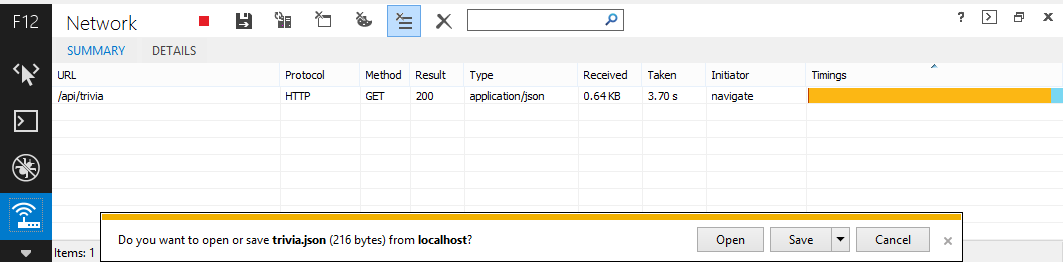 F12 Network ?
SUMMARY DETAILS
URL Protocol Method Result Type Received Taken Initiator Timings
/api/trivia HTTP GET 200 application/json 0.64 KB 3.70 s navigate
Do you want to open or save trivia.json (216 bytes) from localhost? Open Save Cancel
Items: 1